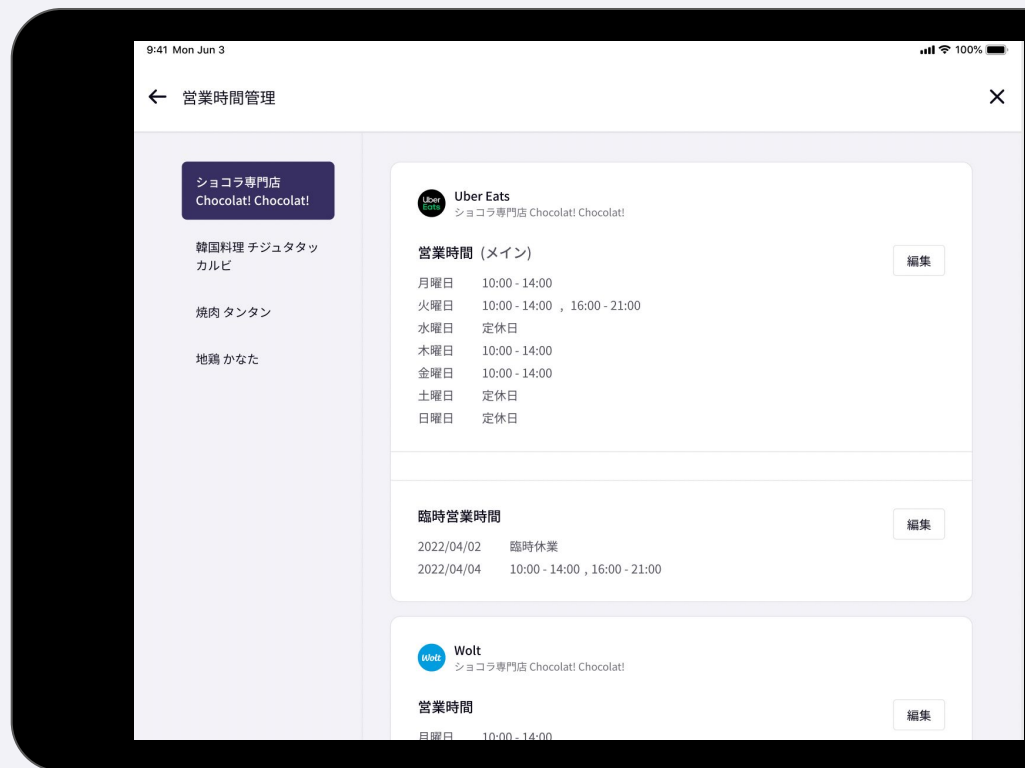 9:41 Mon Jun 3
100%
営業時間管理
ショコラ専門店
Chocolat! Chocolat!
韓国料理 チジュタタッ
カルビ
焼肉 タンタン
地鶏 かなた
Uber
Eats
Uber Eats
ショコラ専門店 Chocolat! Chocolat!
営業時間 (メイン)
編集
月曜日 10:00 - 14:00
火曜日 10:00 - 14:00 , 16:00 - 21:00
水曜日 定休日
木曜日 10:00 - 14:00
金曜日 10:00 - 14:00
土曜日 定休日
日曜日 定休日
臨時営業時間
編集
2022/04/02 臨時休業
2022/04/04 10:00 - 14:00 , 16:00 - 21:00
Wolt
Wolt
ショコラ専門店 Chocolat! Chocolat!
営業時間
編集
月曜日 10:00 - 14:00